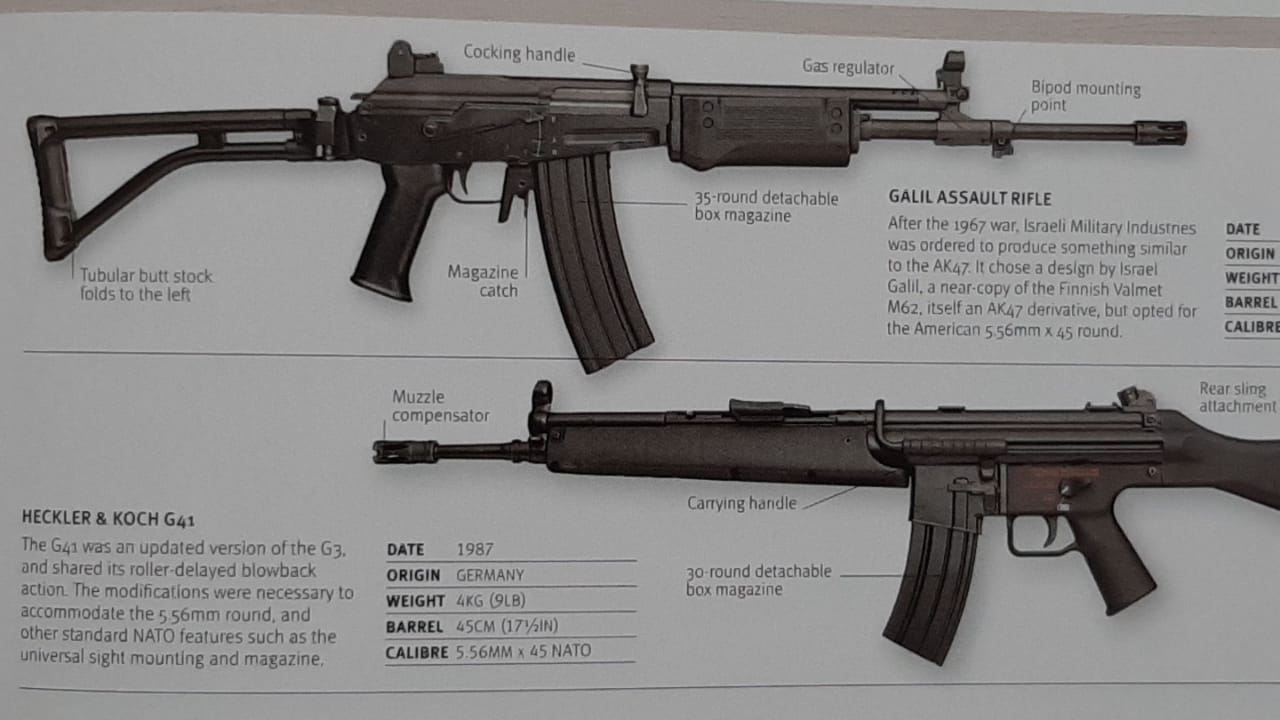 Cocking handle
Gas regulator
Bipod mounting
point
35-round detachable
box magazine
Magazine
catch
Tubular butt stock
folds to the left
GALIL ASSAULT RIFLE
After the 1967 war, Israeli Military Industries
was ordered to produce something similar
to the AK47. It chose a design by Israel
Galil, a near-copy of the Finnish Valmet
M62, itself an AK47 derivative, but opted for
the American 5.56mm x 45 round.
DATE
ORIGIN
WEIGHT
BARREL
CALIBRE
Muzzle
compensator
Rear sling
attachment
Carrying handle
30-round detachable
box magazine
HECKLER & KOCH G41
The G41 was an updated version of the G3,
and shared its roller-delayed blowback
action. The modifications were necessary to
accommodate the 5.56mm round, and
other standard NATO features such as the
universal sight mounting and magazine.
DATE 1987
ORIGIN GERMANY
WEIGHT 4KG (9LB)
BARREL 45CM (17½IN)
CALIBRE 5.56MM x 45 NATO